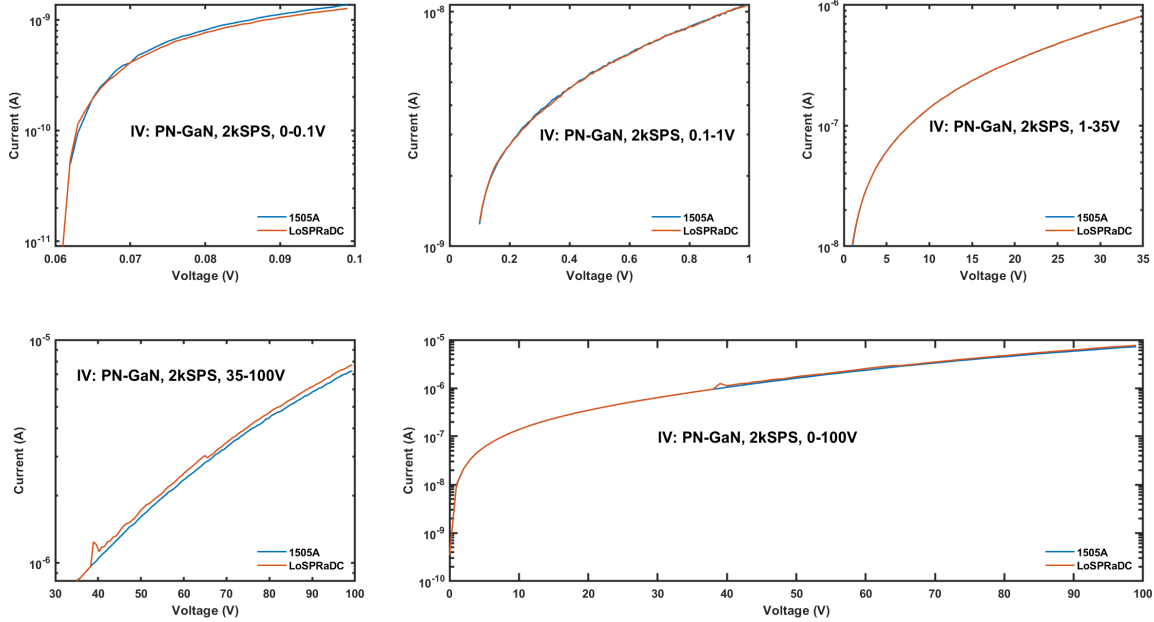 10^-9
10^-10
10^-11
Current (A)
IV: PN-GaN, 2kSPS, 0-0.1V
1505A
LoSPRaDC
0.06 0.07 0.08 0.09 0.1
Voltage (V)
10^-8
10^-9
Current (A)
IV: PN-GaN, 2kSPS, 0.1-1V
1505A
LoSPRaDC
0 0.2 0.4 0.6 0.8 1
Voltage (V)
10^-6
10^-7
10^-8
Current (A)
IV: PN-GaN, 2kSPS, 1-35V
1505A
LoSPRaDC
0 5 10 15 20 25 30 35
Voltage (V)
10^-5
10^-6
Current (A)
IV: PN-GaN, 2kSPS, 35-100V
1505A
LoSPRaDC
30 40 50 60 70 80 90 100
Voltage (V)
10^-5
10^-6
10^-7
10^-8
10^-9
10^-10
Current (A)
IV: PN-GaN, 2kSPS, 0-100V
1505A
LoSPRaDC
0 10 20 30 40 50 60 70 80 90 100
Voltage (V)